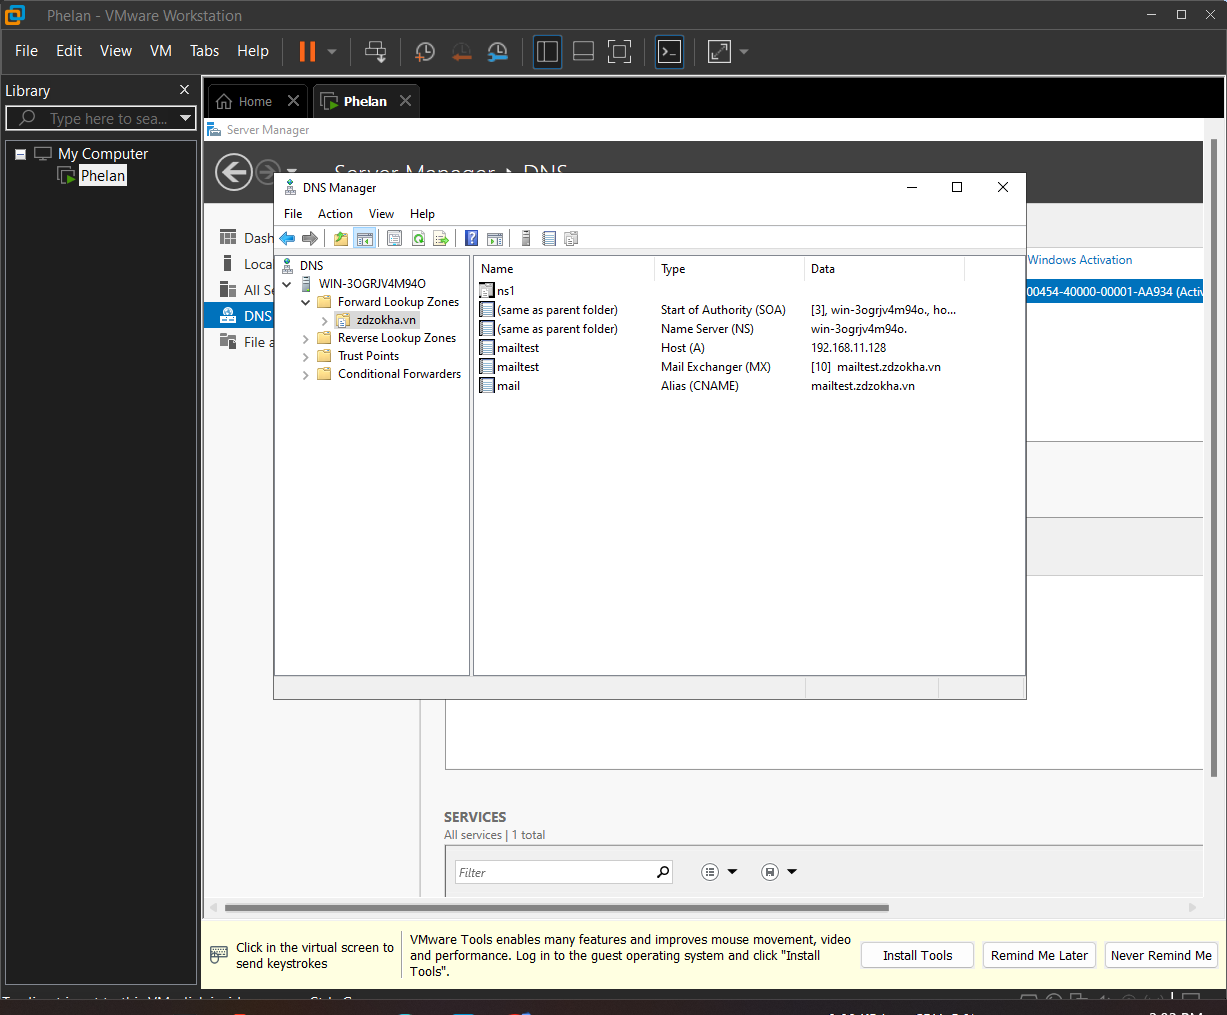 Phelan - VMware Workstation
File Edit View VM Tabs Help
Library
Type here to sea...
My Computer
Phelan
Home
Phelan
Server Manager
Server Manager DNS
DNS Manager
File Action View Help
DNS
WIN-3OGRJV4M94O
Forward Lookup Zones
zdzokha.vn
Reverse Lookup Zones
Trust Points
Conditional Forwarders
Name Type Data
ns1
(same as parent folder) Start of Authority (SOA) [3], win-3ogrjv4m94o., ho...
(same as parent folder) Name Server (NS) win-3ogrjv4m94o.
mailtest Host (A) 192.168.11.128
mailtest Mail Exchanger (MX) [10] mailtest.zdzokha.vn
mail Alias (CNAME) mailtest.zdzokha.vn
Dash
Loca
All Se
DNS
File a
Windows Activation
00454-40000-00001-AA934 (Activ
SERVICES
All services | 1 total
Filter
Click in the virtual screen to
send keystrokes
VMware Tools enables many features and improves mouse movement, video
and performance. Log in to the guest operating system and click "Install
Tools".
Install Tools
Remind Me Later
Never Remind Me